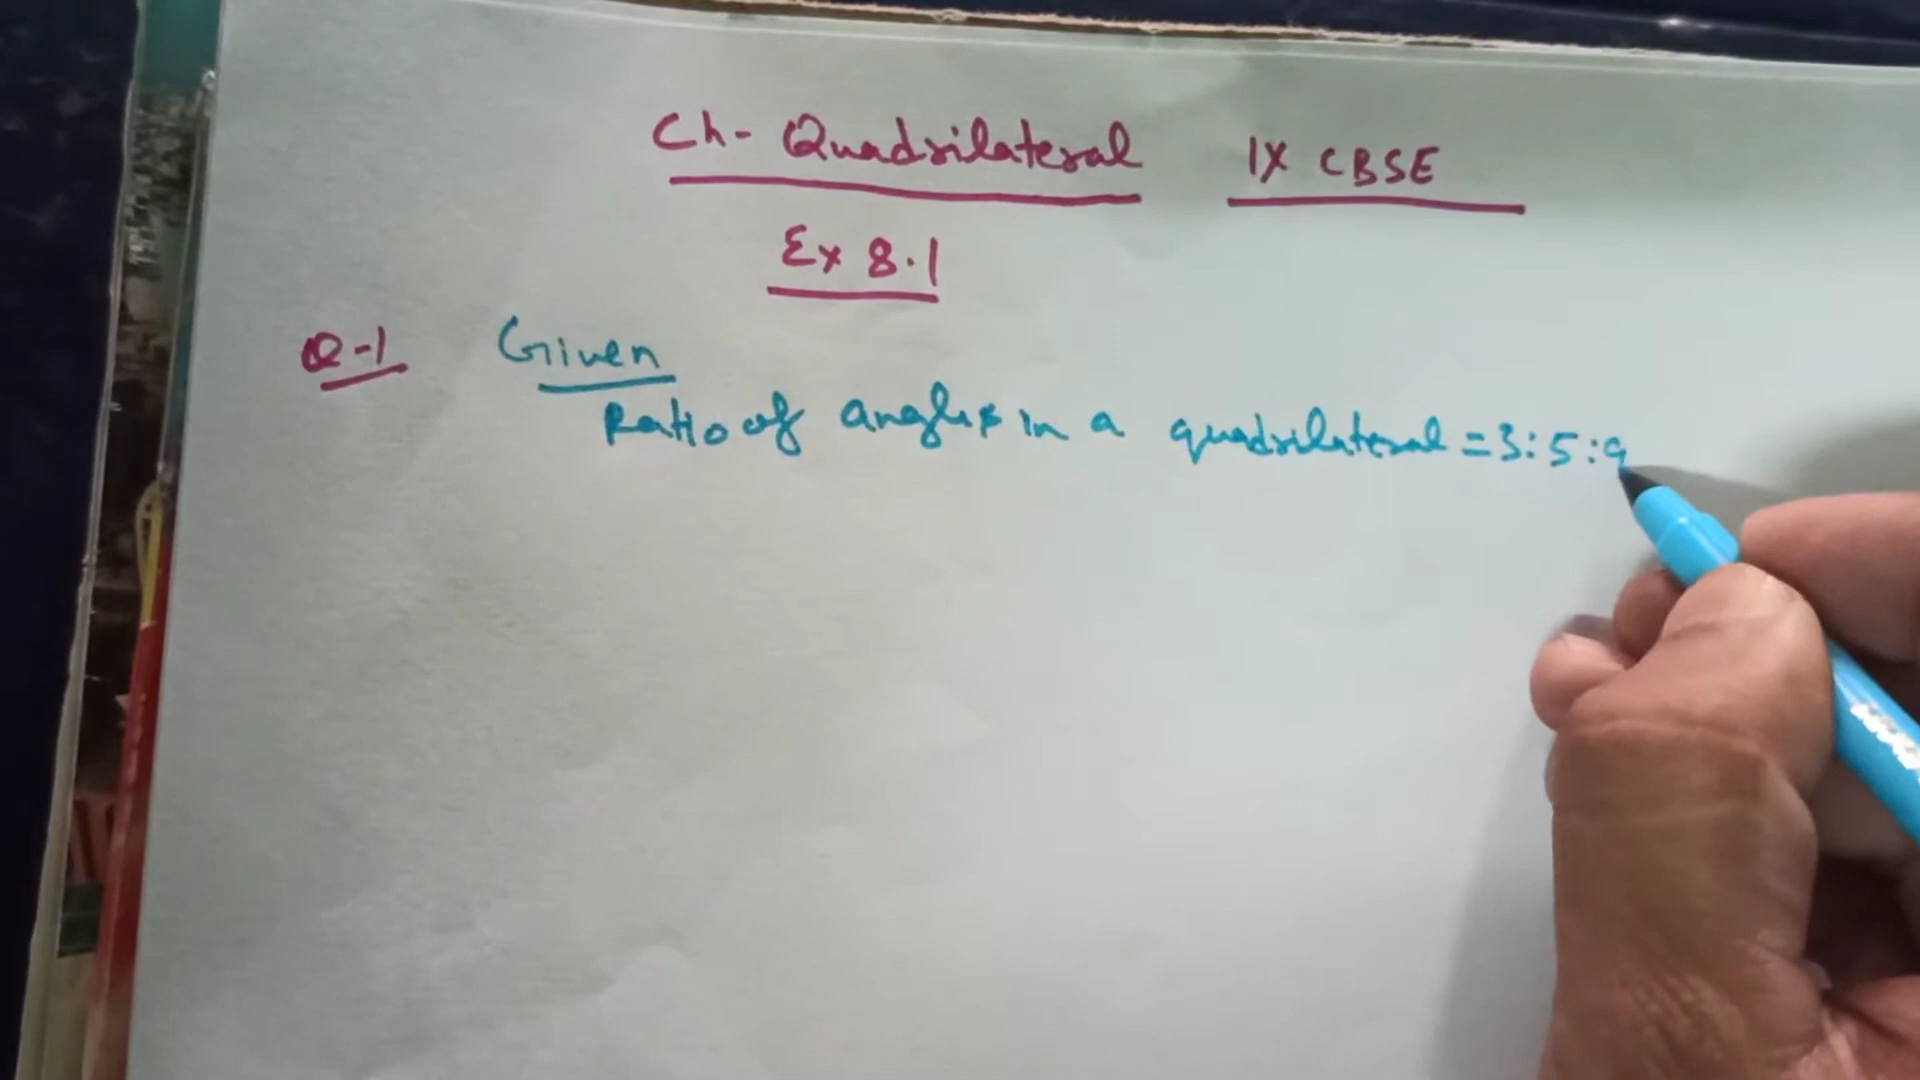 Ch- Quadrilateral IX CBSE
Ex 8.1
Q-1 Given
Ratio of angles in a quadrilateral = 3:5:9